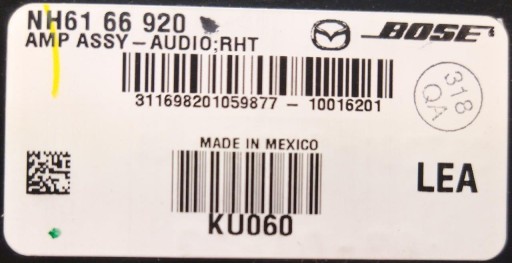 NH61 66 920
BOSE
AMP ASSY-AUDIO;RHT
318
QA
311698201059877 - 10016201
MADE IN MEXICO
LEA
KU060